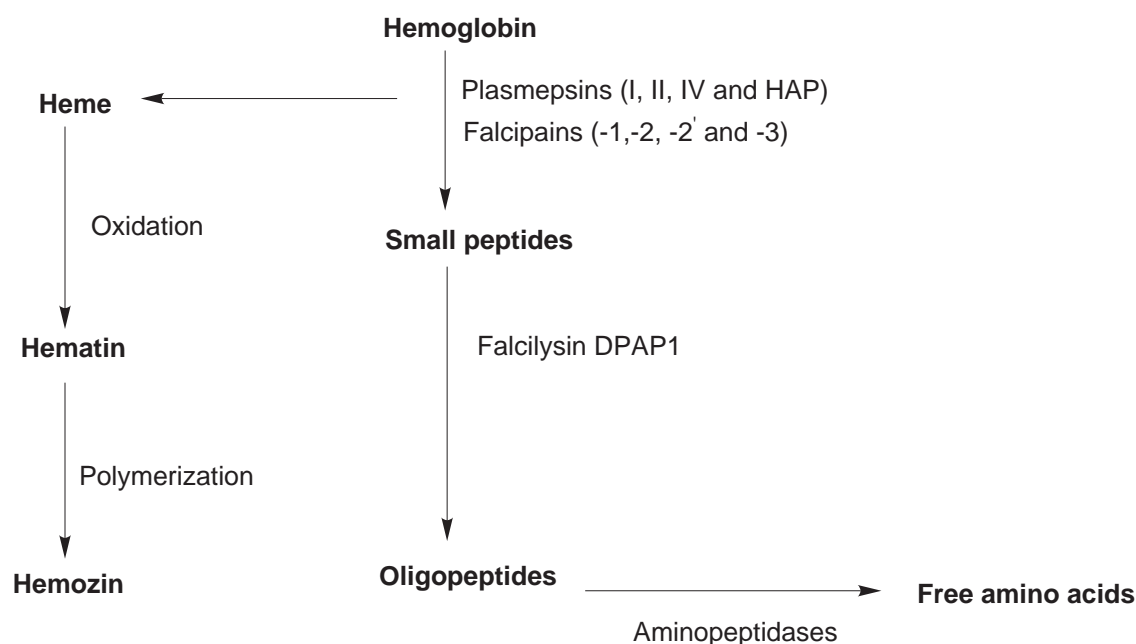 Hemoglobin
Plasmepsins (I, II, IV and HAP)
Heme
Falcipains (-1,-2, -2' and -3)
Oxidation
Small peptides
Hematin
Falcilysin DPAP1
Polymerization
Hemozin
Oligopeptides
Free amino acids
Aminopeptidases